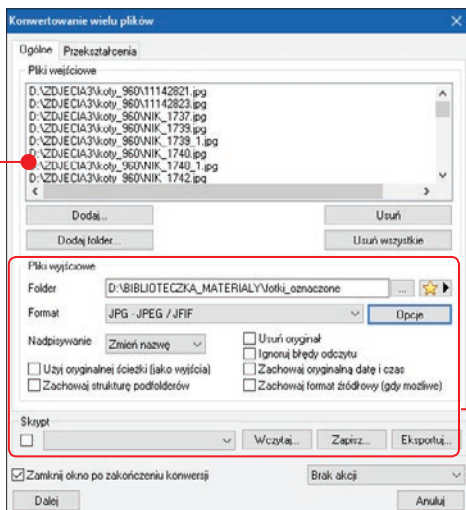 Konwertowanie wielu plików
Ogólne Przekształcenia
Pliki wejściowe
D:\ZDJECIA3\koty_960\11142821.jpg
D:\ZDJECIA3\koty_960\11142823.jpg
D:\ZDJECIA3\koty_960\NIK_1737.jpg
D:\ZDJECIA3\koty_960\NIK_1739.jpg
D:\ZDJECIA3\koty_960\NIK_1739_1.jpg
D:\ZDJECIA3\koty_960\NIK_1740.jpg
D:\ZDJECIA3\koty_960\NIK_1740_1.jpg
D:\ZDJECIA3\koty_960\NIK_1742.jpg
Dodaj... Usuń
Dodaj folder... Usuń wszystkie
Pliki wyjściowe
Folder D:\BIBLIOTECZKA_MATERIALY\fotki_oznaczone ...
Format JPG - JPEG / JFIF Opcje
Nadpisywanie Zmień nazwę Usuń oryginał
Ignoruj błędy odczytu
Użyj oryginalnej ścieżki (jako wyjścia) Zachowaj oryginalną datę i czas
Zachowaj strukturę podfolderów Zachowaj format źródłowy (gdy możliwe)
Skrypt
Wczytaj... Zapisz... Eksportuj...
Zamknij okno po zakończeniu konwersji Brak akcji
Dalej Anuluj